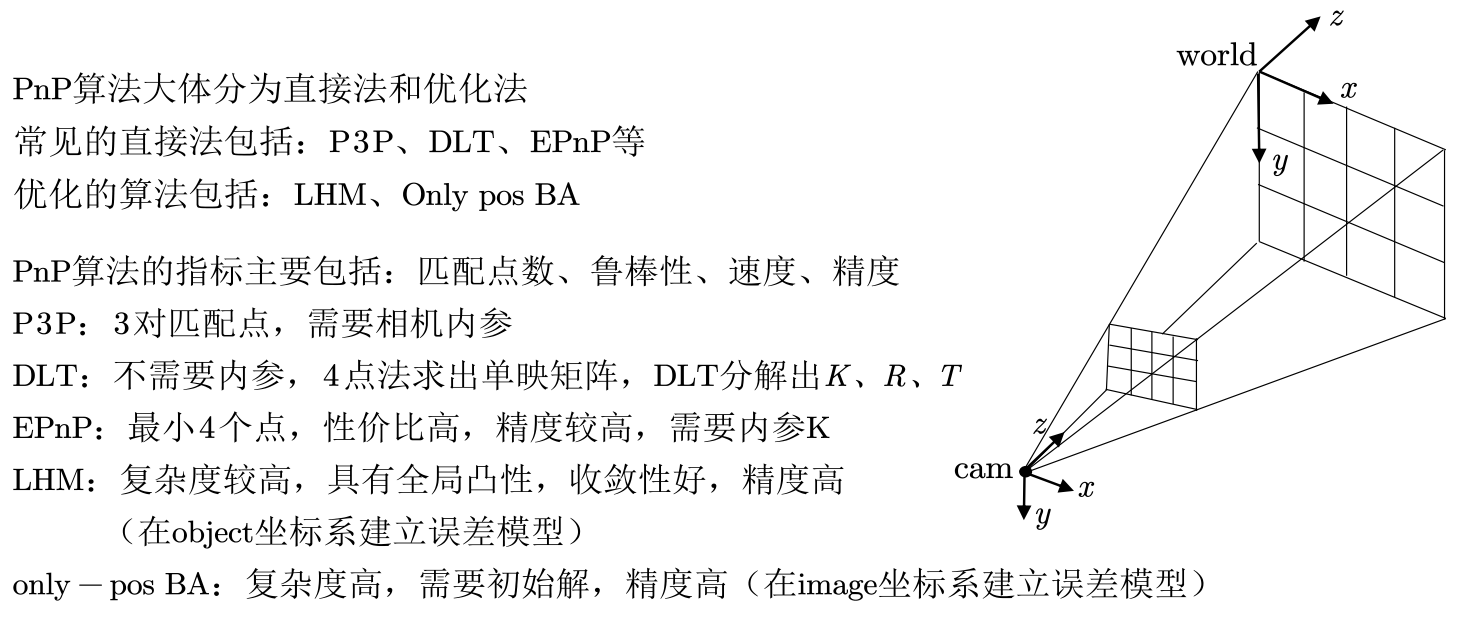 PnP算法大体分为直接法和优化法
常见的直接法包括：P3P、DLT、EPnP等
优化的算法包括：LHM、Only pos BA
PnP算法的指标主要包括：匹配点数、鲁棒性、速度、精度
P3P：3对匹配点，需要相机内参
DLT：不需要内参，4点法求出单映矩阵，DLT分解出K、R、T
EPnP：最小4个点，性价比高，精度较高，需要内参K
LHM：复杂度较高，具有全局凸性，收敛性好，精度高
（在object坐标系建立误差模型）
only－pos BA：复杂度高，需要初始解，精度高（在image坐标系建立误差模型）
z
world
x
y
z
cam
x
y